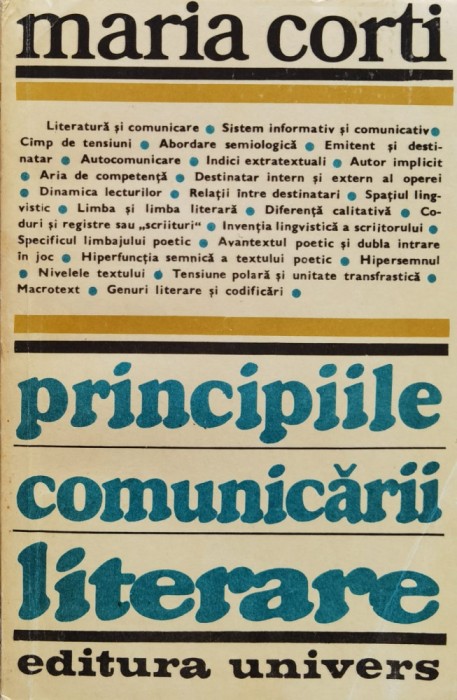 maria corti
Literatură și comunicare ● Sistem informativ și comunicativ ●
Cîmp de tensiuni ● Abordare semiologică ● Emitent și desti-
natar ● Autocomunicare ● Indici extratextuali ● Autor implicit
● Aria de competență ● Destinatar intern și extern al operei
● Dinamica lecturilor ● Relații între destinatari ● Spațiul ling-
vistic ● Limba și limba literară ● Diferență calitativă ● Co-
duri și registre sau „scriituri“ ● Invenția lingvistică a scriitorului ●
Specificul limbajului poetic ● Avantextul poetic și dubla intrare
în joc ● Hiperfuncția semnică a textului poetic ● Hipersemnul
● Nivelele textului ● Tensiune polară și unitate transfrastică ●
Macrotext ● Genuri literare și codificări ●
principiile
comunicării
literare
editura univers